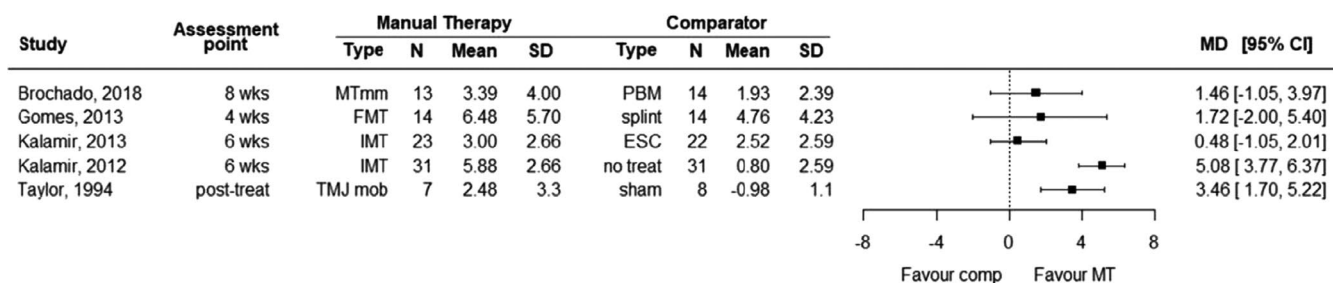 Manual Therapy Comparator
Study Assessment point Type N Mean SD Type N Mean SD MD [95% CI]
Brochado, 2018 8 wks MTmm 13 3.39 4.00 PBM 14 1.93 2.39 1.46 [-1.05, 3.97]
Gomes, 2013 4 wks FMT 14 6.48 5.70 splint 14 4.76 4.23 1.72 [-2.00, 5.40]
Kalamir, 2013 6 wks IMT 23 3.00 2.66 ESC 22 2.52 2.59 0.48 [-1.05, 2.01]
Kalamir, 2012 6 wks IMT 31 5.88 2.66 no treat 31 0.80 2.59 5.08 [ 3.77, 6.37]
Taylor, 1994 post-treat TMJ mob 7 2.48 3.3 sham 8 -0.98 1.1 3.46 [ 1.70, 5.22]
-8 -4 0 4 8
Favour comp Favour MT